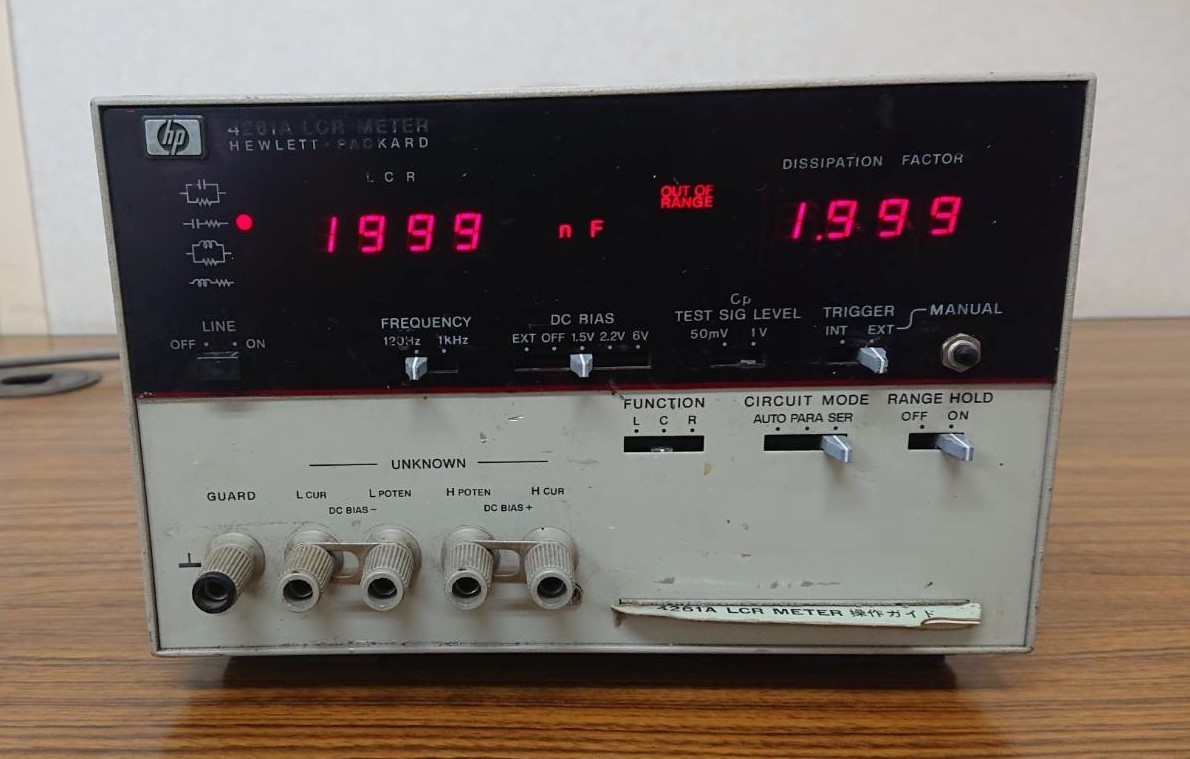 hp
4261A LCR METER
HEWLETT-PACKARD
L C R
DISSIPATION FACTOR
OUT OF
RANGE
1999
n F
1.999
LINE
OFF ON
FREQUENCY
120Hz 1kHz
DC BIAS
EXT OFF 1.5V 2.2V 6V
Cp
TEST SIG LEVEL
50mV 1V
TRIGGER
INT EXT
MANUAL
FUNCTION
L C R
CIRCUIT MODE
AUTO PARA SER
RANGE HOLD
OFF ON
UNKNOWN
GUARD
L CUR
L POTEN
H POTEN
H CUR
DC BIAS−
DC BIAS+
4261A LCR METER 操作ガイド